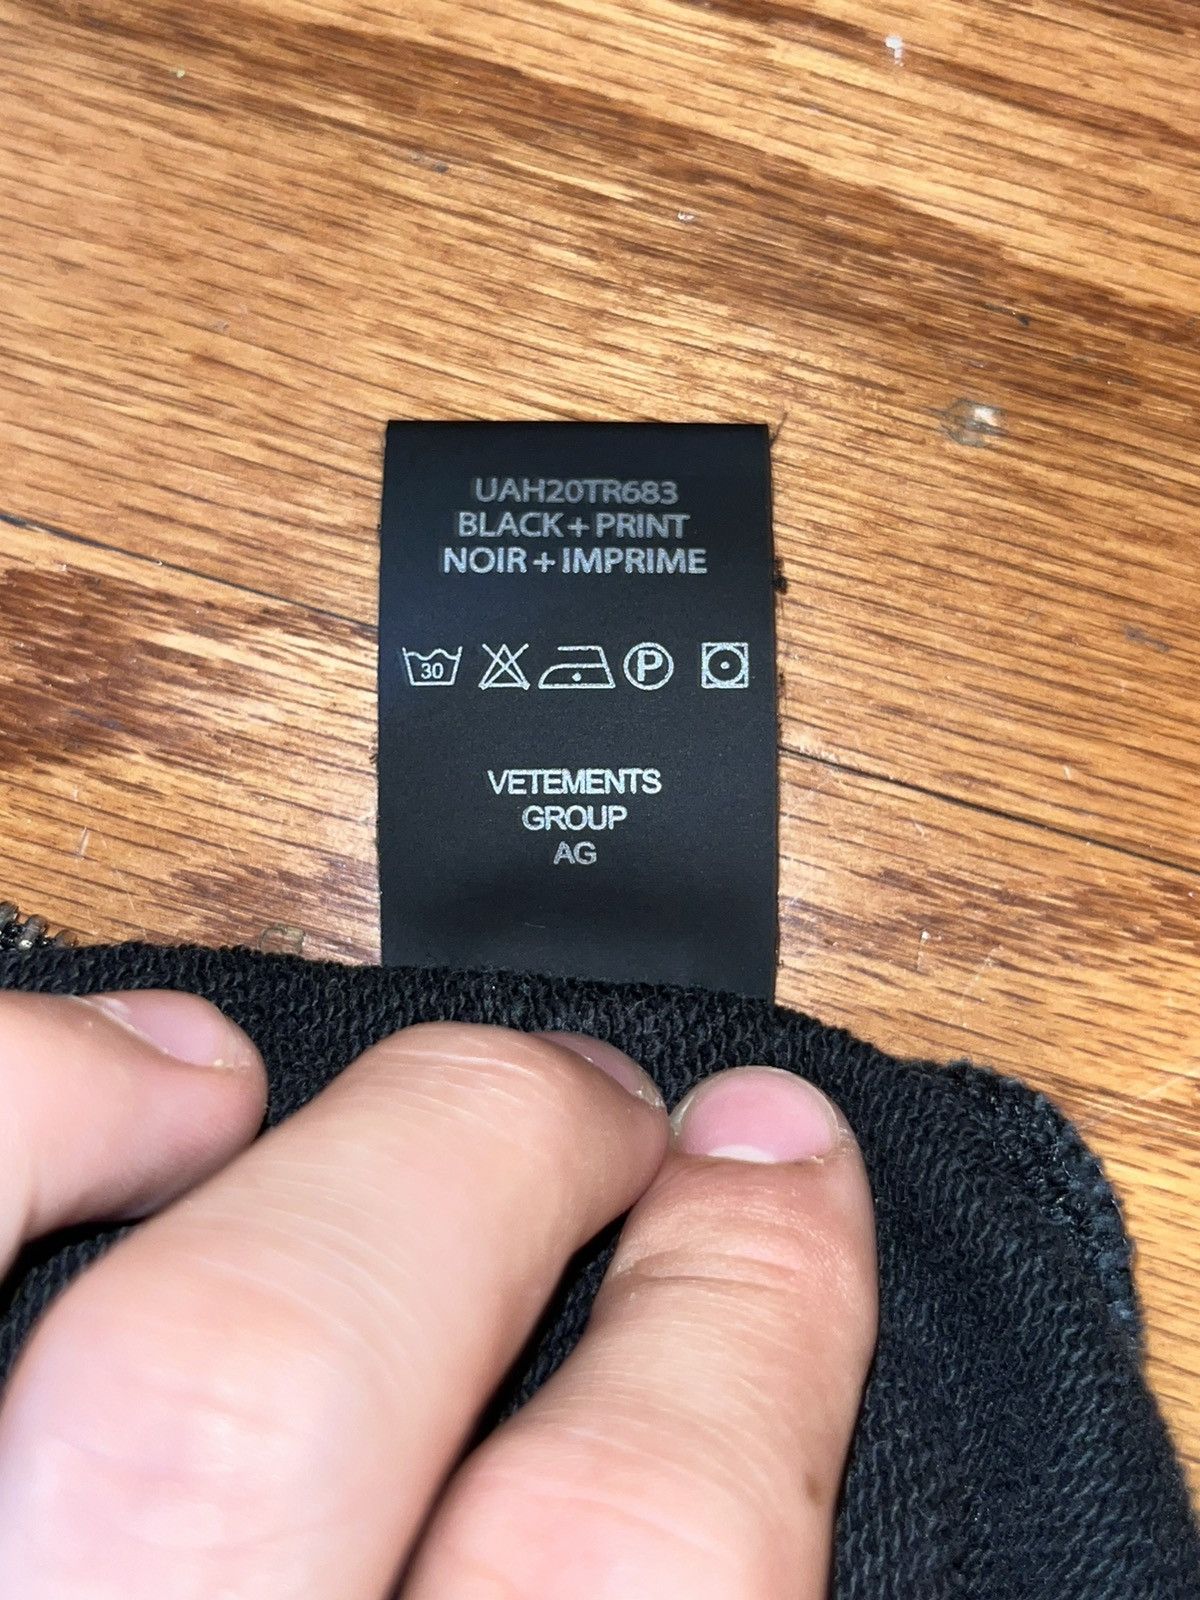 UAH20TR683
BLACK + PRINT
NOIR + IMPRIME
30 P
VETEMENTS
GROUP
AG